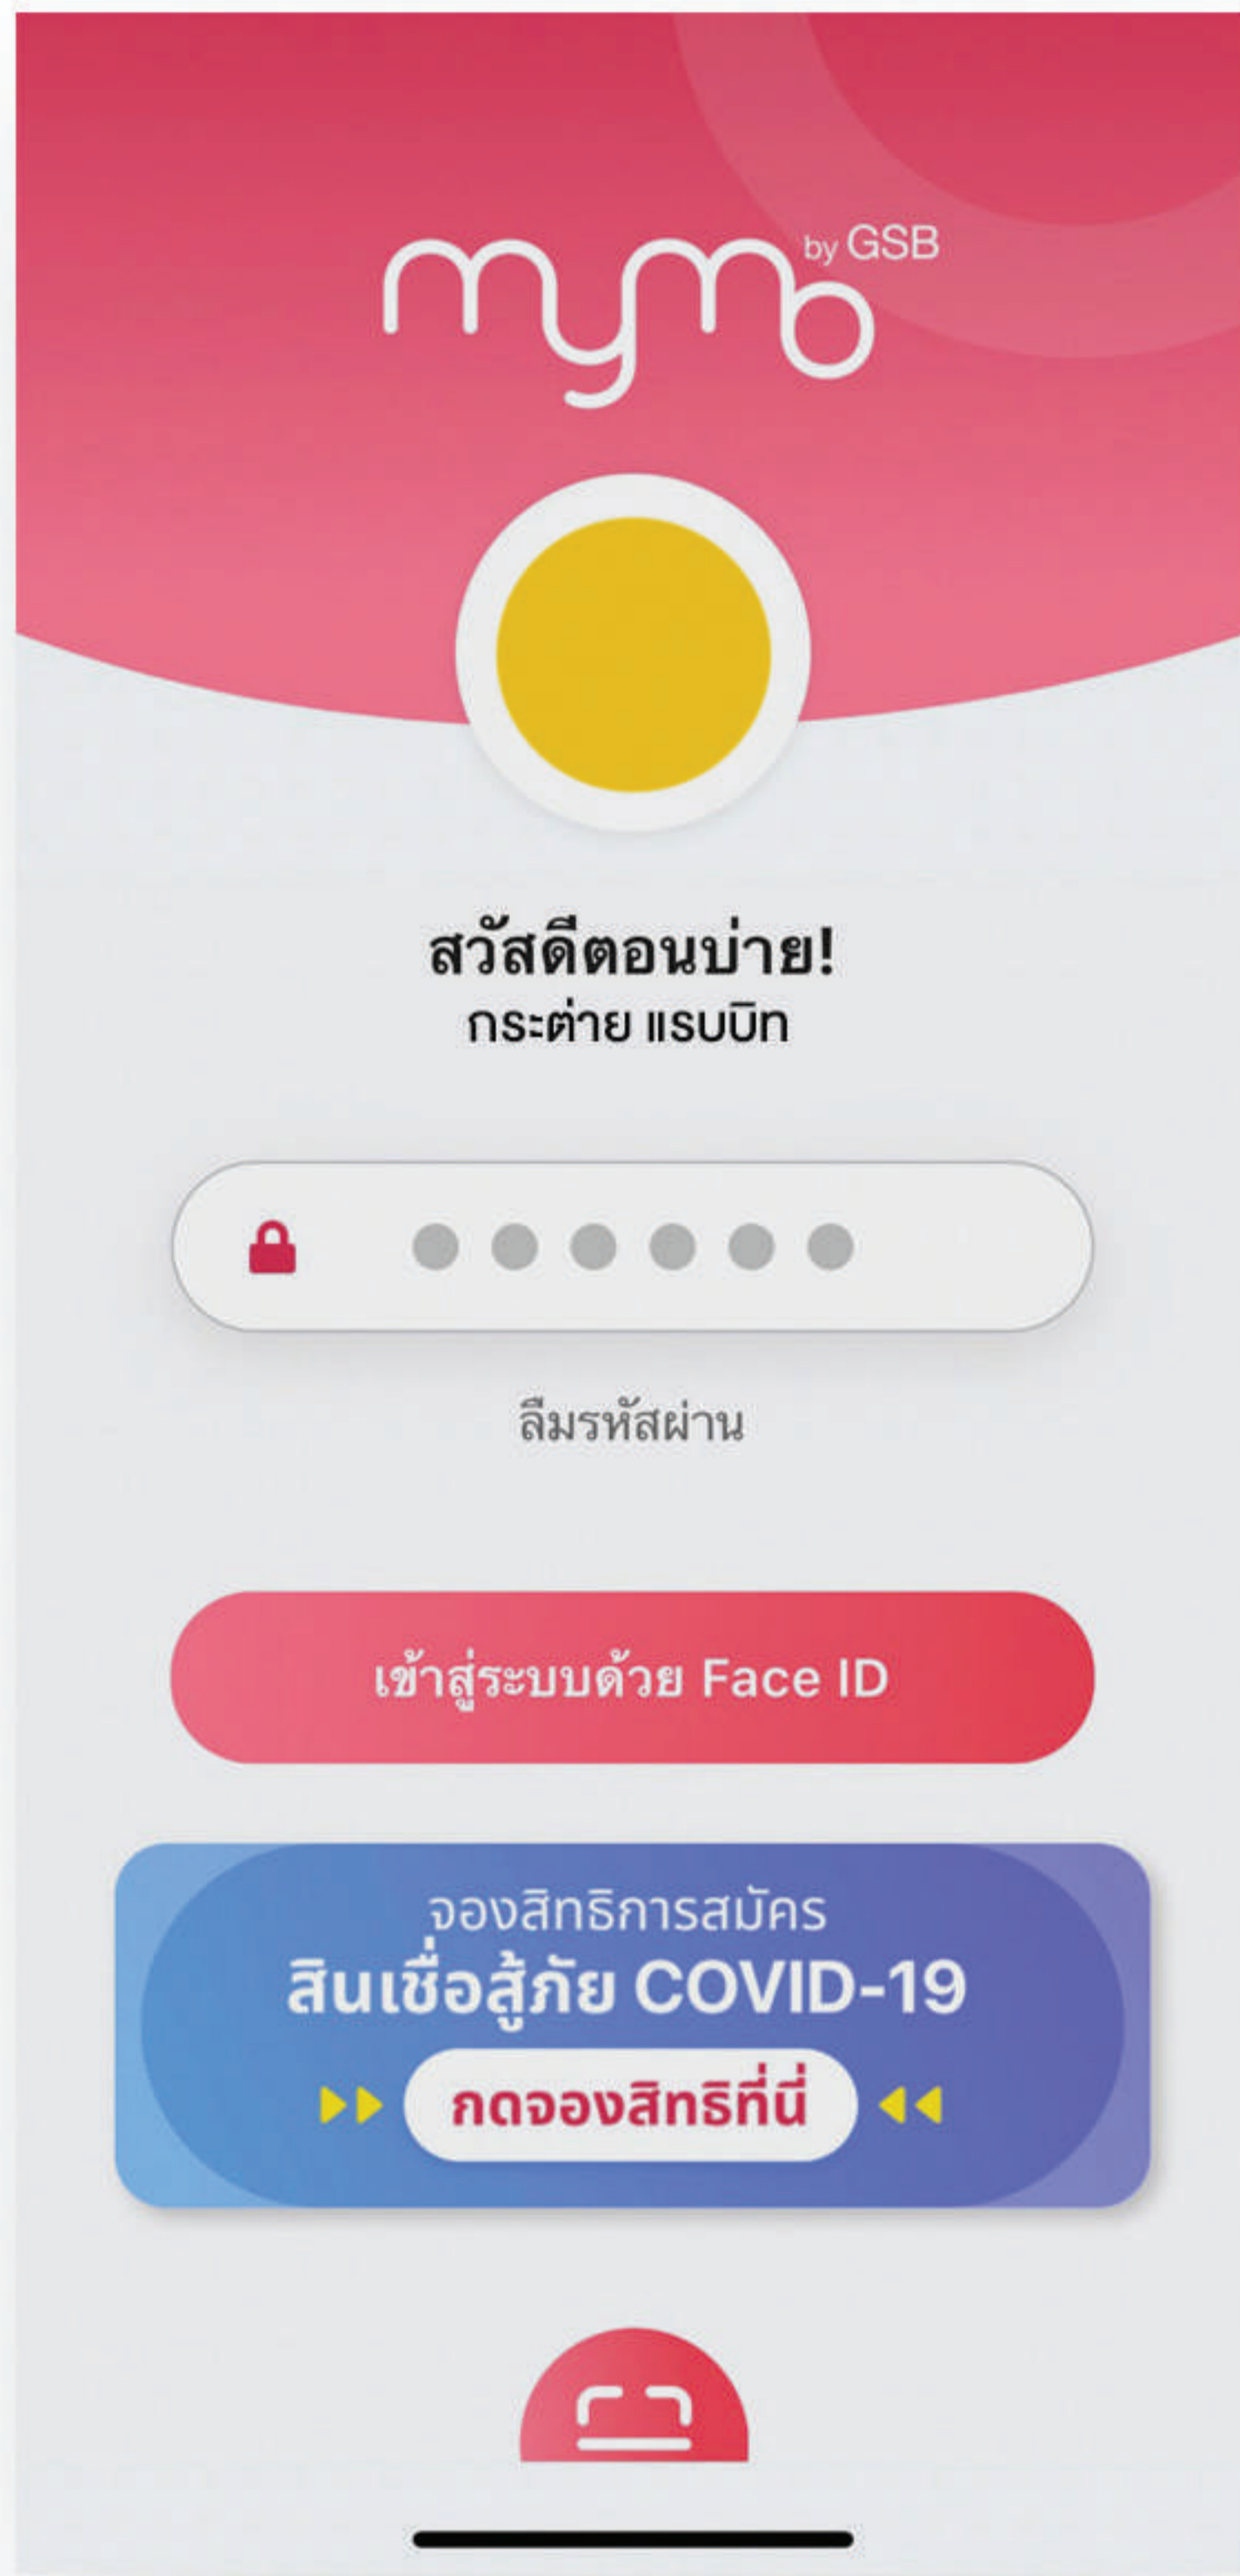 mymo by GSB
สวัสดีตอนบ่าย!
กระต่าย แรบบิท
ลืมรหัสผ่าน
เข้าสู่ระบบด้วย Face ID
จองสิทธิการสมัคร
สินเชื่อสู้ภัย COVID-19
กดจองสิทธิที่นี่